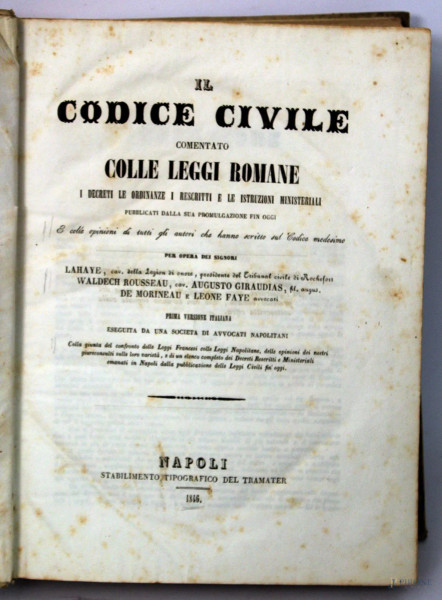 IL
CODICE CIVILE
COMENTATO
COLLE LEGGI ROMANE
I DECRETI LE ORDINANZE I RESCRITTI E LE ISTRUZIONI MINISTERIALI
PUBBLICATI DALLA SUA PROMULGAZIONE FIN OGGI
E colle opinioni di tutti gli autori che hanno scritto sul Codice medesimo
PER OPERA DEI SIGNORI
LAHAYE, cav. della Legion di onore, presidente del Tribunal civile di Rochefort
WALDECH ROUSSEAU, cav. AUGUSTO GIRAUDIAS, fil. august.
DE MORINEAU e LEONE FAYE avvocati
PRIMA VERSIONE ITALIANA
ESEGUITA DA UNA SOCIETA DI AVVOCATI NAPOLITANI
Colla giunta del confronto delle Leggi Francesi colle Leggi Napolitane, delle opinioni dei nostri
giureconsulti sulle loro varietà, e di un elenco completo dei Decreti Rescritti e Ministeriali
emanati in Napoli dalla pubblicazione delle Leggi Civili fin' oggi.
NAPOLI
STABILIMENTO TIPOGRAFICO DEL TRAMATER
1846.